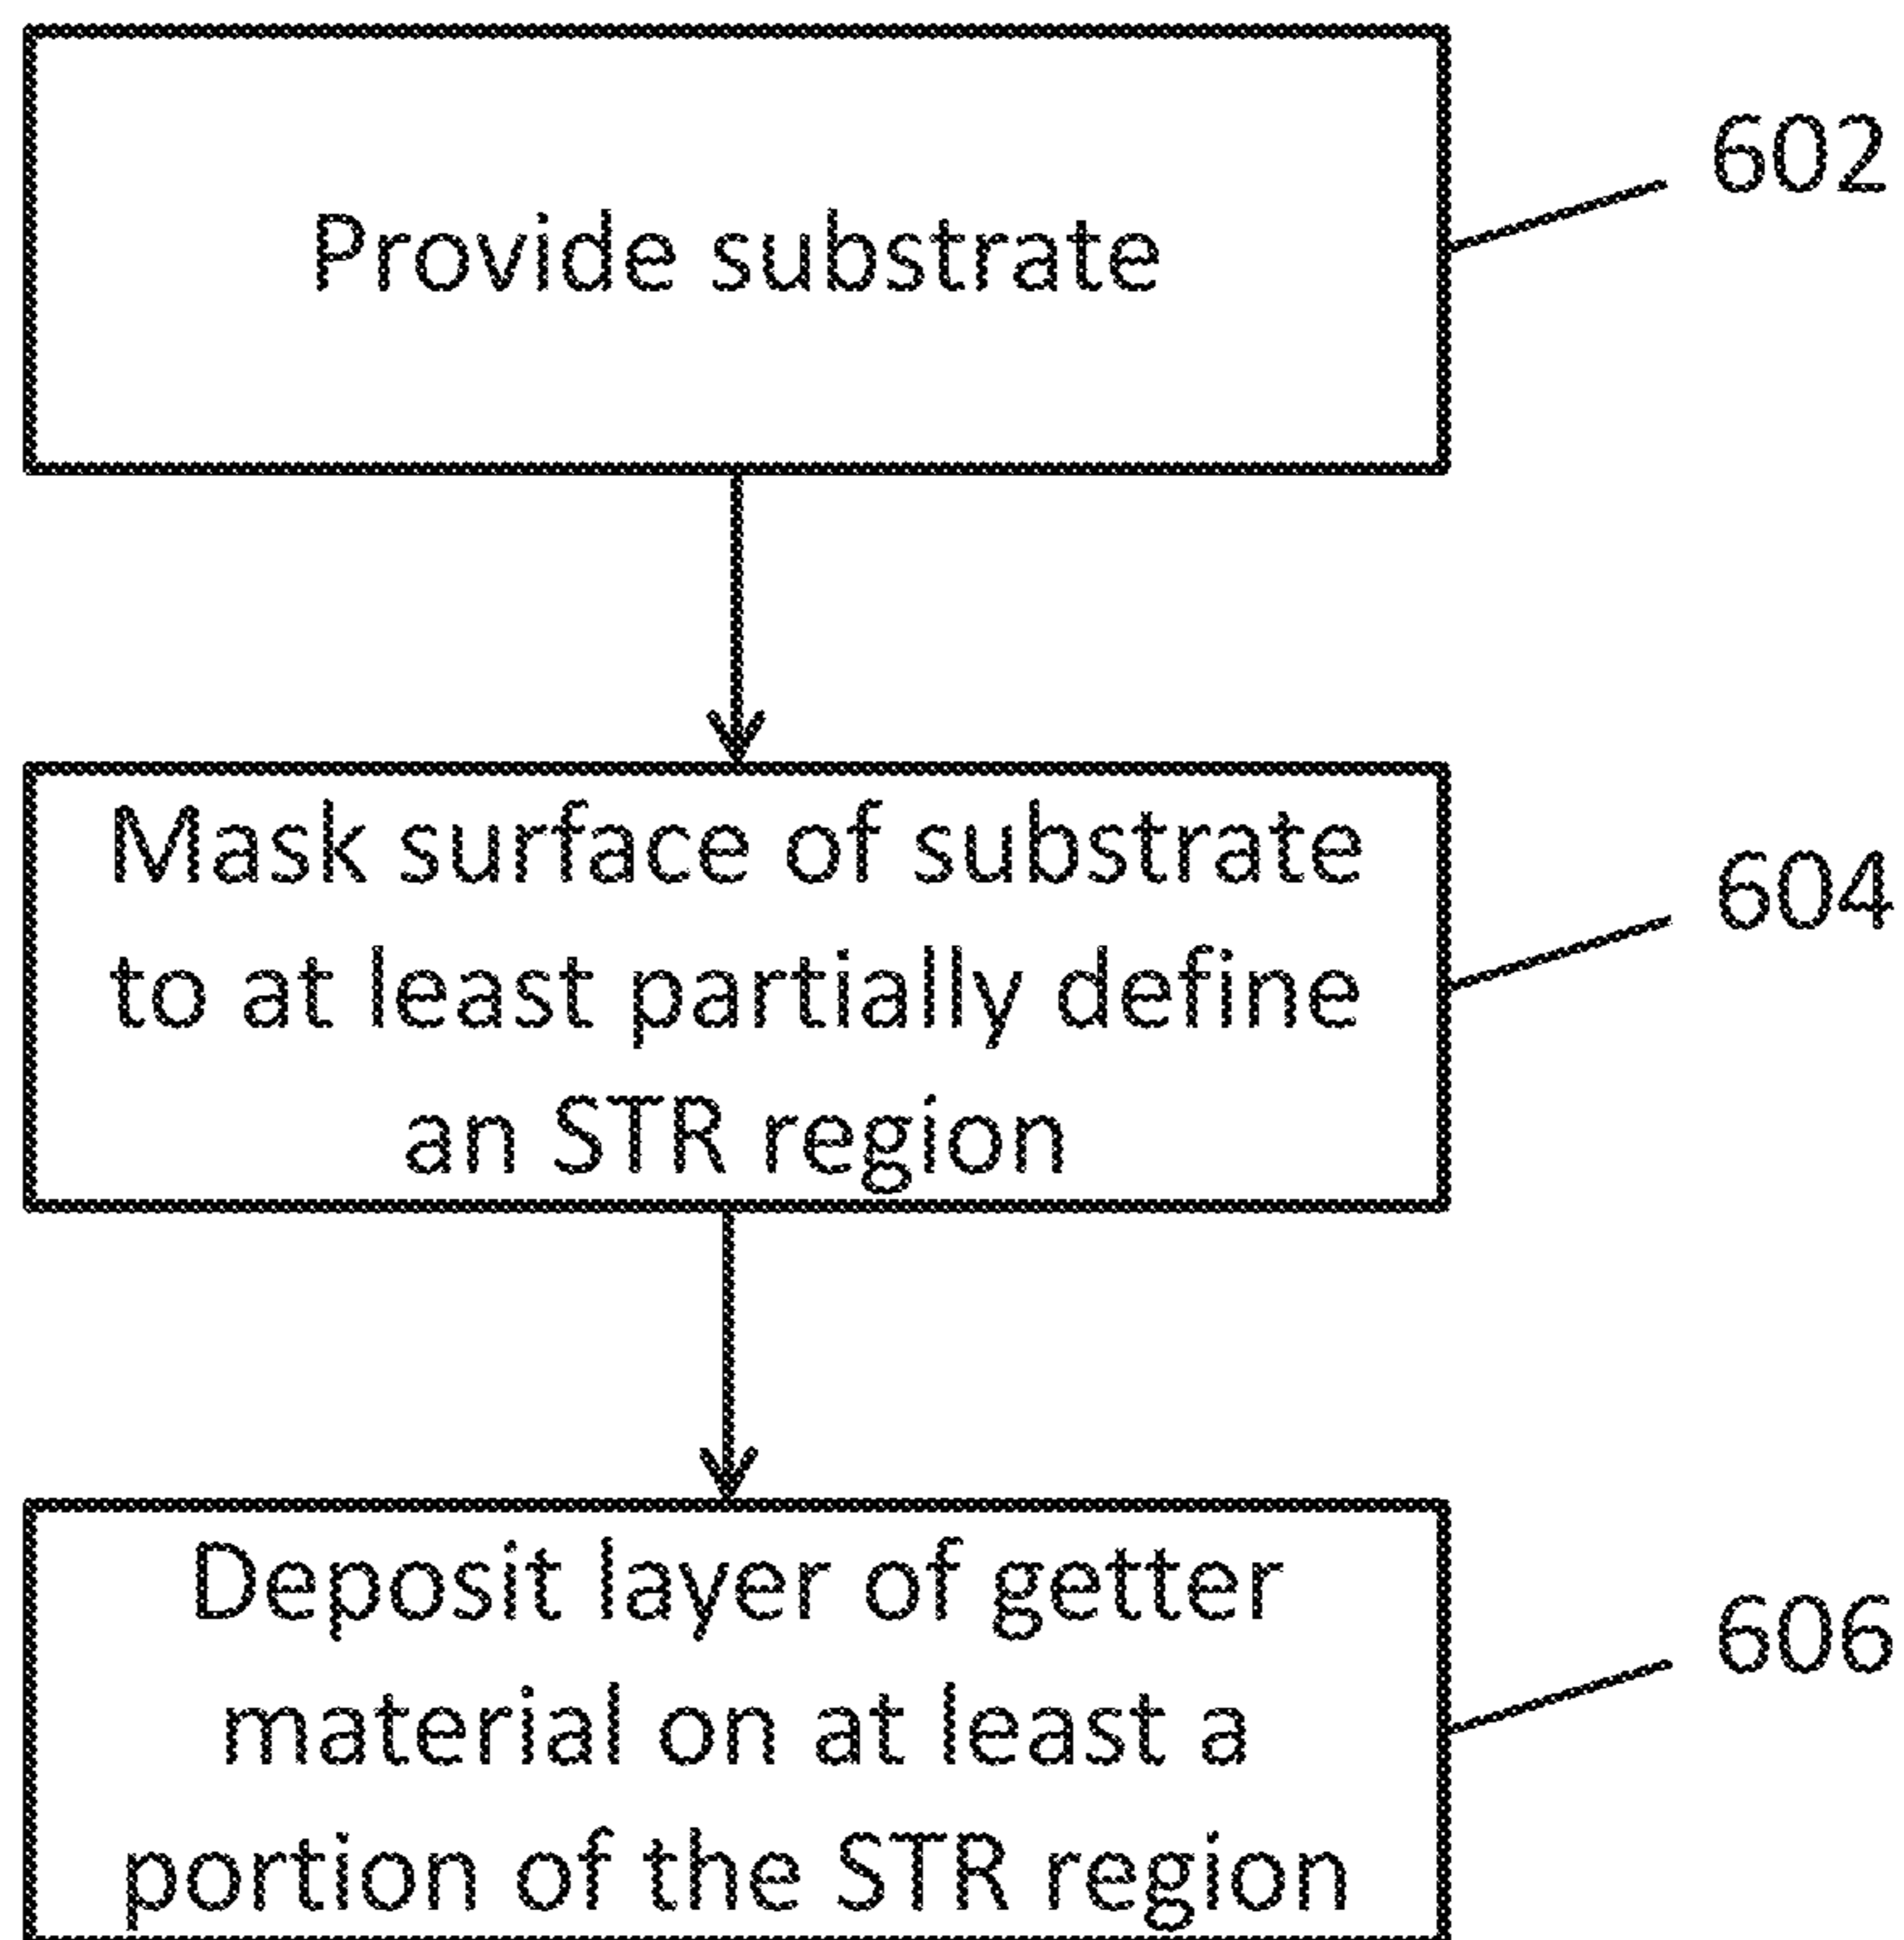 Provide substrate
602
Mask surface of substrate
to at least partially define
an STR region
604
Deposit layer of getter
material on at least a
portion of the STR region
606